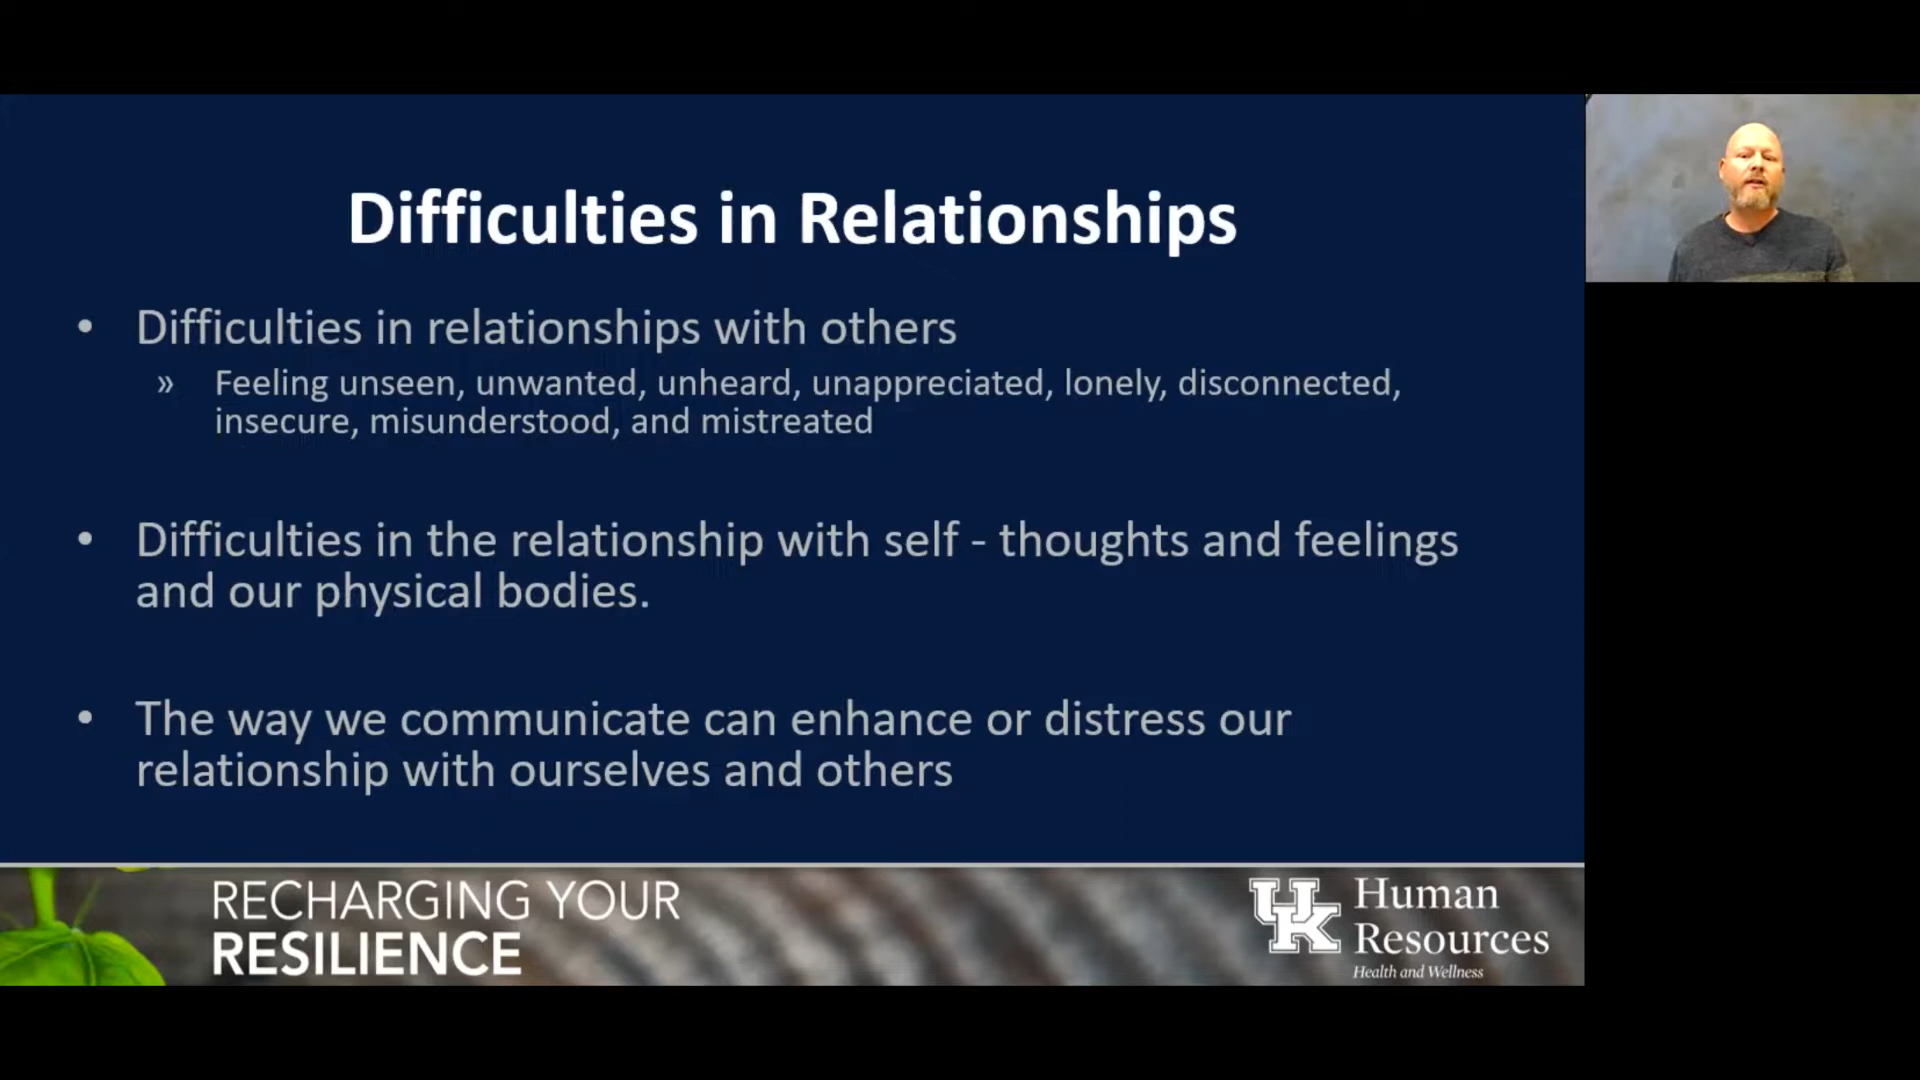 Difficulties in Relationships
• Difficulties in relationships with others
» Feeling unseen, unwanted, unheard, unappreciated, lonely, disconnected,
insecure, misunderstood, and mistreated
• Difficulties in the relationship with self - thoughts and feelings
and our physical bodies.
• The way we communicate can enhance or distress our
relationship with ourselves and others
RECHARGING YOUR
RESILIENCE
UK
Human
Resources
Health and Wellness